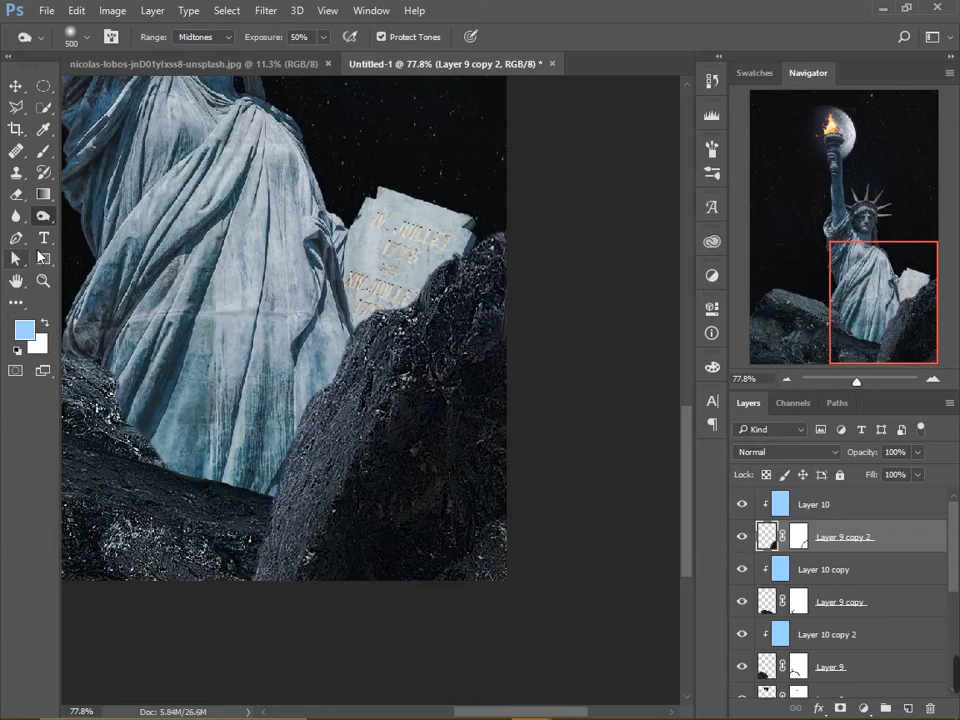 Ps File Edit Image Layer Type Select Filter 3D View Window Help
500 Range: Midtones Exposure: 50% Protect Tones
nicolas-lobos-jnD01yIxss8-unsplash.jpg @ 11.3% (RGB/8) × Untitled-1 @ 77.8% (Layer 9 copy 2, RGB/8) * ×
Swatches Navigator
77.8%
Layers Channels Paths
Kind
Normal Opacity: 100%
Lock: Fill: 100%
Layer 10
Layer 9 copy 2
Layer 10 copy
Layer 9 copy
Layer 10 copy 2
Layer 9
fx
77.8% Doc: 5.84M/26.6M